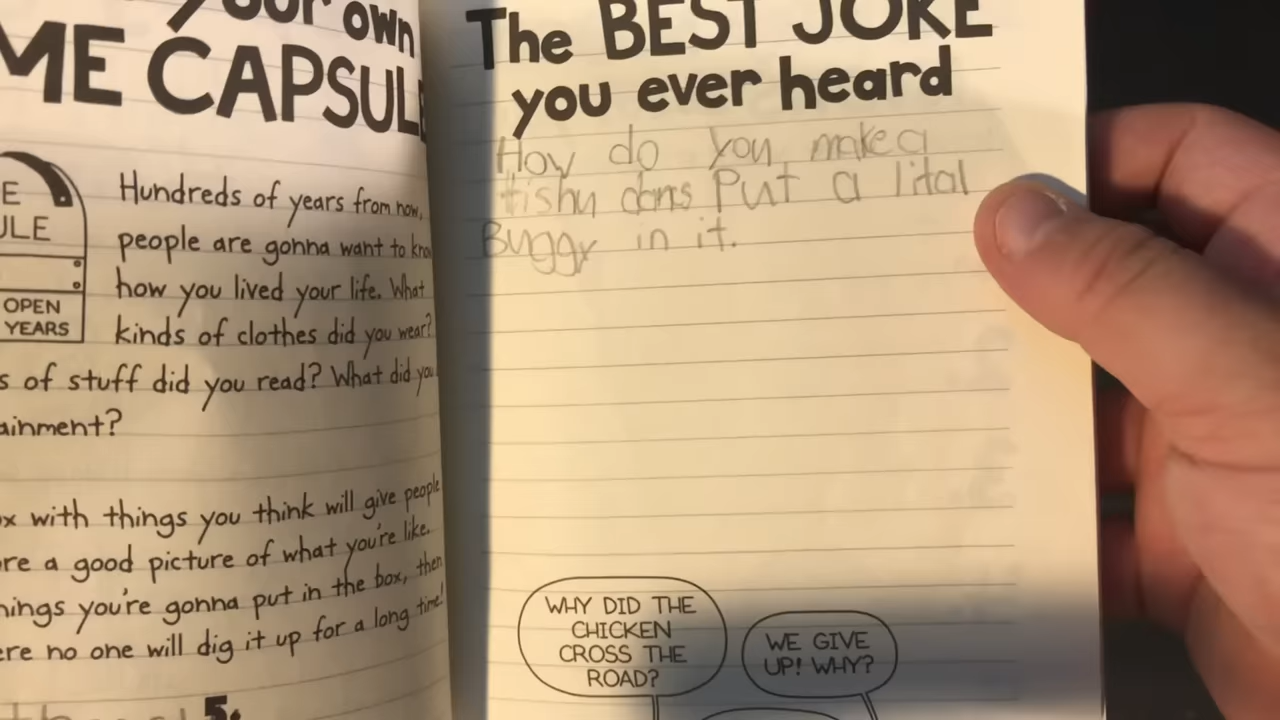 your own
ME CAPSULE
E
ULE
OPEN
YEARS
Hundreds of years from now,
people are gonna want to know
how you lived your life. What
kinds of clothes did you wear?
s of stuff did you read? What did you
ainment?
ox with things you think will give people
re a good picture of what you're like.
hings you're gonna put in the box, then
ere no one will dig it up for a long time!
5.
The BEST JOKE
you ever heard
How do you make a
tishu dans Put a lital
Buggr in it.
WHY DID THE
CHICKEN
CROSS THE
ROAD?
WE GIVE
UP! WHY?